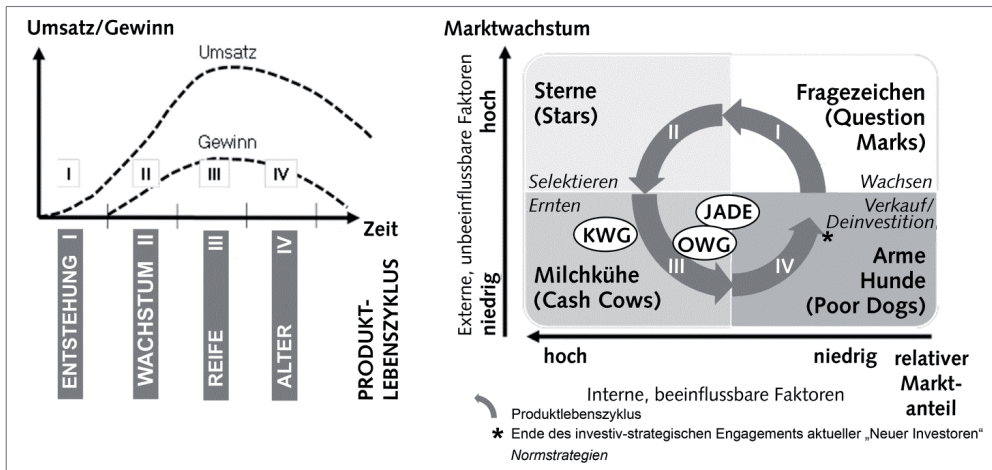 Umsatz/Gewinn
Umsatz
Gewinn
I
II
III
IV
Zeit
ENTSTEHUNG I
WACHSTUM II
REIFE III
ALTER IV
PRODUKT-
LEBENSZYKLUS
Marktwachstum
Externe, unbeeinflussbare Faktoren
hoch
niedrig
Sterne
(Stars)
Fragezeichen
(Question
Marks)
II
I
Selektieren
Wachsen
Ernten
Verkauf/
Deinvestition
*
KWG
JADE
OWG
III
IV
Milchkühe
(Cash Cows)
Arme
Hunde
(Poor Dogs)
hoch
niedrig
relativer
Markt-
anteil
Interne, beeinflussbare Faktoren
Produktlebenszyklus
* Ende des investiv-strategischen Engagements aktueller „Neuer Investoren“
Normstrategien